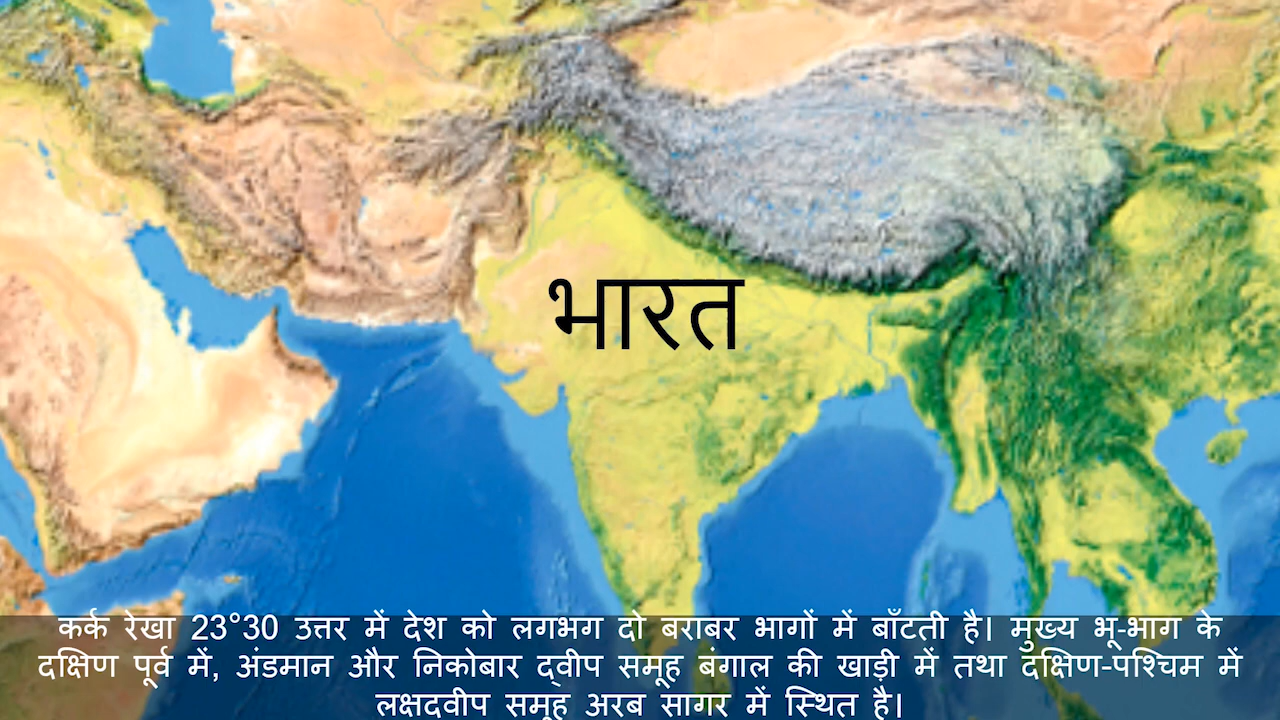 भारत
कर्क रेखा 23°30 उत्तर में देश को लगभग दो बराबर भागों में बाँटती है। मुख्य भू-भाग के
दक्षिण पूर्व में, अंडमान और निकोबार द्वीप समूह बंगाल की खाड़ी में तथा दक्षिण-पश्चिम में
लक्षदवीप समूह अरब सागर में स्थित है।